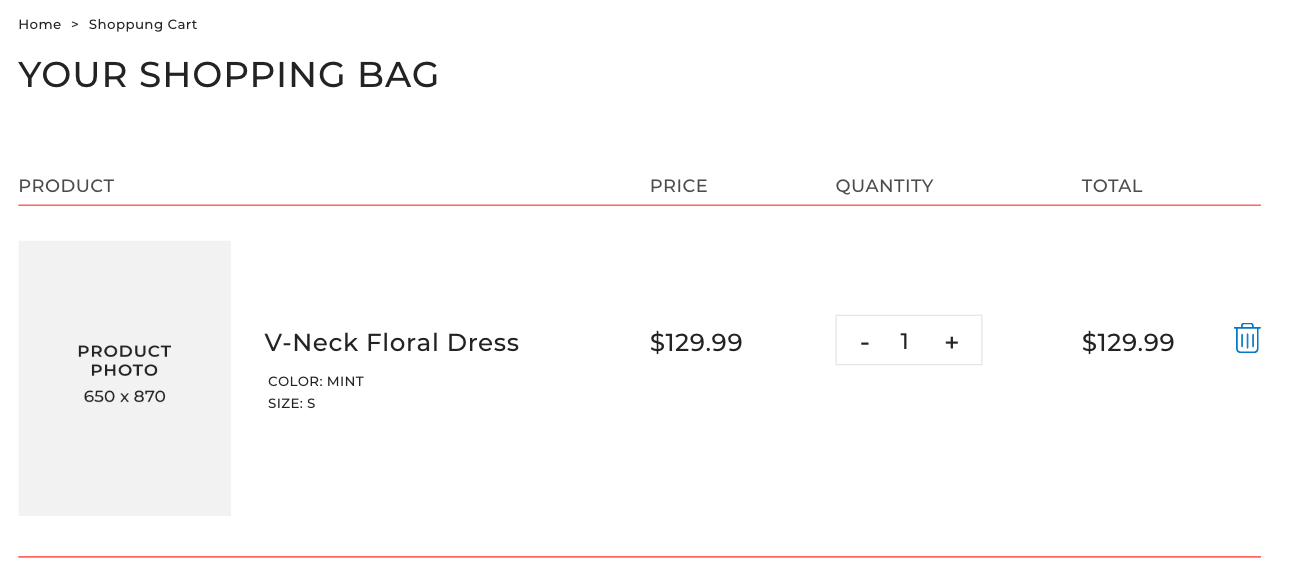 Home > Shoppung Cart
YOUR SHOPPING BAG
PRODUCT PRICE QUANTITY TOTAL
PRODUCT
PHOTO
650 x 870
V-Neck Floral Dress $129.99 - 1 + $129.99
COLOR: MINT
SIZE: S